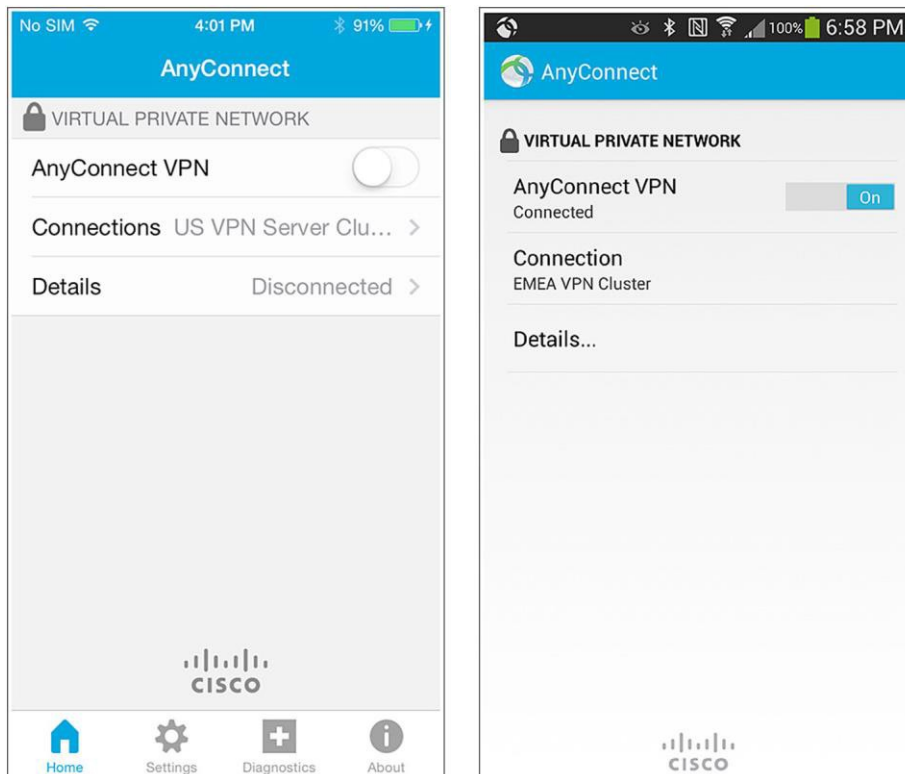 No SIM 4:01 PM 91%
AnyConnect
VIRTUAL PRIVATE NETWORK
AnyConnect VPN
Connections US VPN Server Clu...
Details Disconnected
CISCO
Home Settings Diagnostics About
100% 6:58 PM
AnyConnect
VIRTUAL PRIVATE NETWORK
AnyConnect VPN
Connected
On
Connection
EMEA VPN Cluster
Details...
CISCO